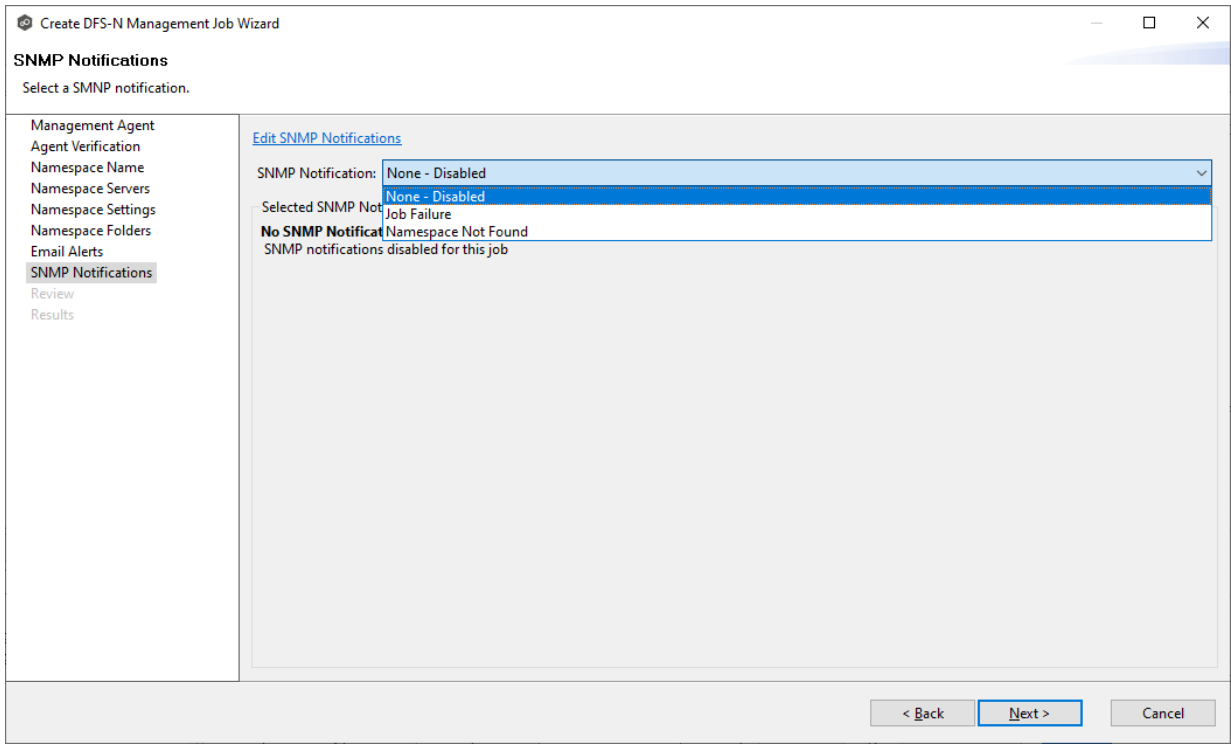 Create DFS-N Management Job Wizard
SNMP Notifications
Select a SMNP notification.
Management Agent
Agent Verification
Namespace Name
Namespace Servers
Namespace Settings
Namespace Folders
Email Alerts
SNMP Notifications
Review
Results
Edit SNMP Notifications
SNMP Notification: None - Disabled
None - Disabled
Selected SNMP Not
Job Failure
No SNMP Notificat Namespace Not Found
SNMP notifications disabled for this job
< Back Next > Cancel